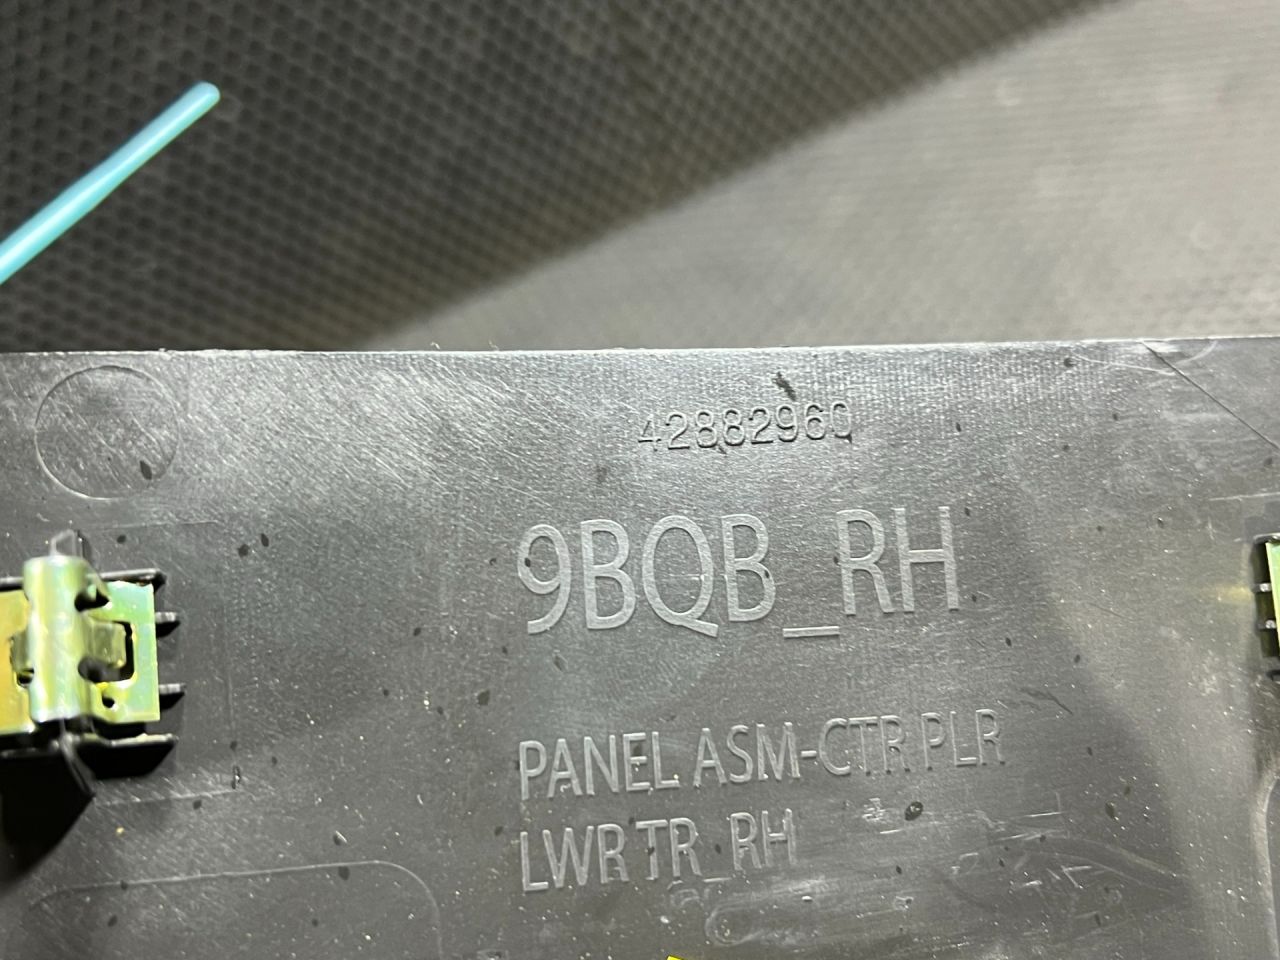 42882960
9BQB_RH
PANEL ASM-CTR PLR
LWR TR_RH